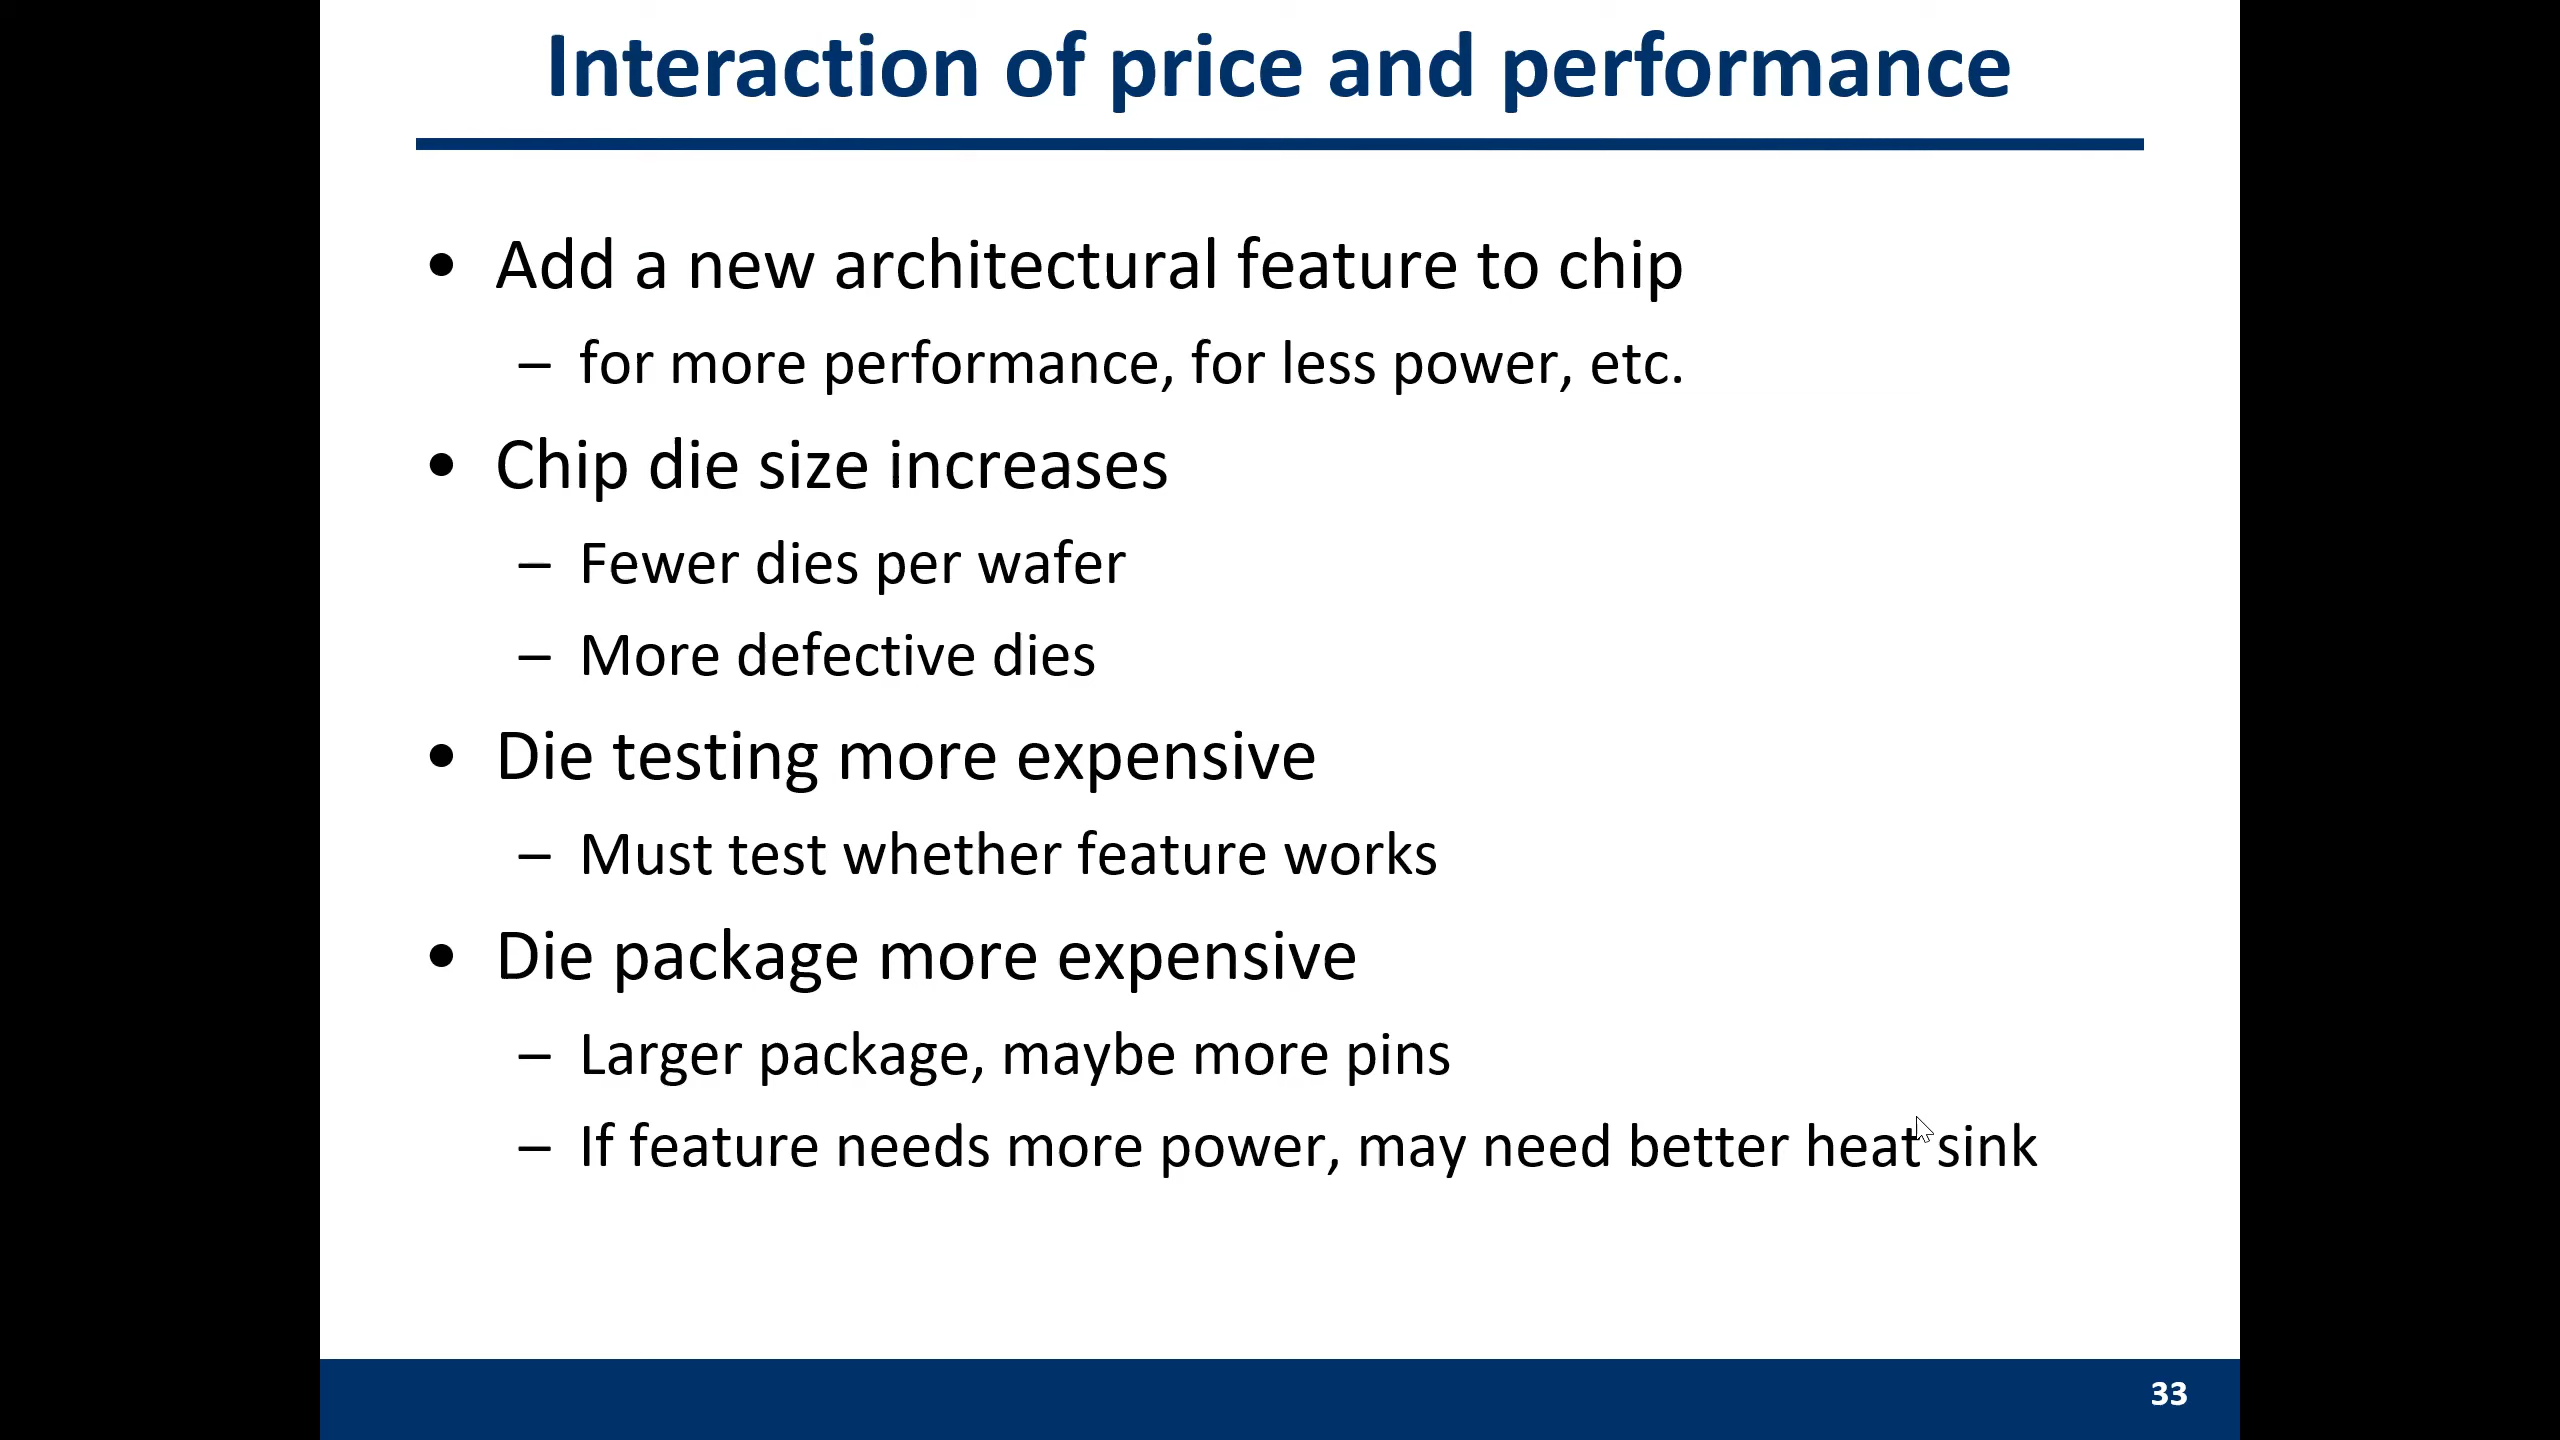 Interaction of price and performance
• Add a new architectural feature to chip
– for more performance, for less power, etc.
• Chip die size increases
– Fewer dies per wafer
– More defective dies
• Die testing more expensive
– Must test whether feature works
• Die package more expensive
– Larger package, maybe more pins
– If feature needs more power, may need better heat sink
33